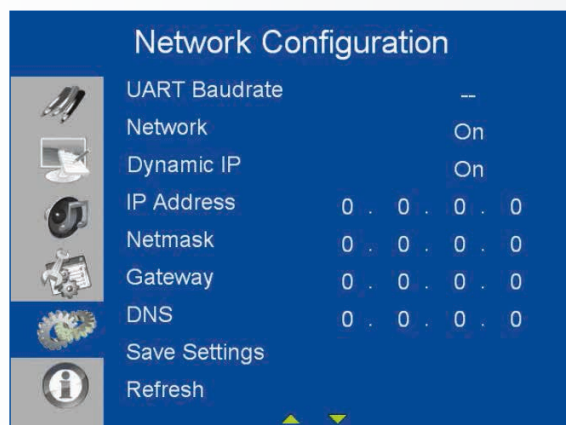 Network Configuration
UART Baudrate --
Network On
Dynamic IP On
IP Address 0 . 0 . 0 . 0
Netmask 0 . 0 . 0 . 0
Gateway 0 . 0 . 0 . 0
DNS 0 . 0 . 0 . 0
Save Settings
Refresh